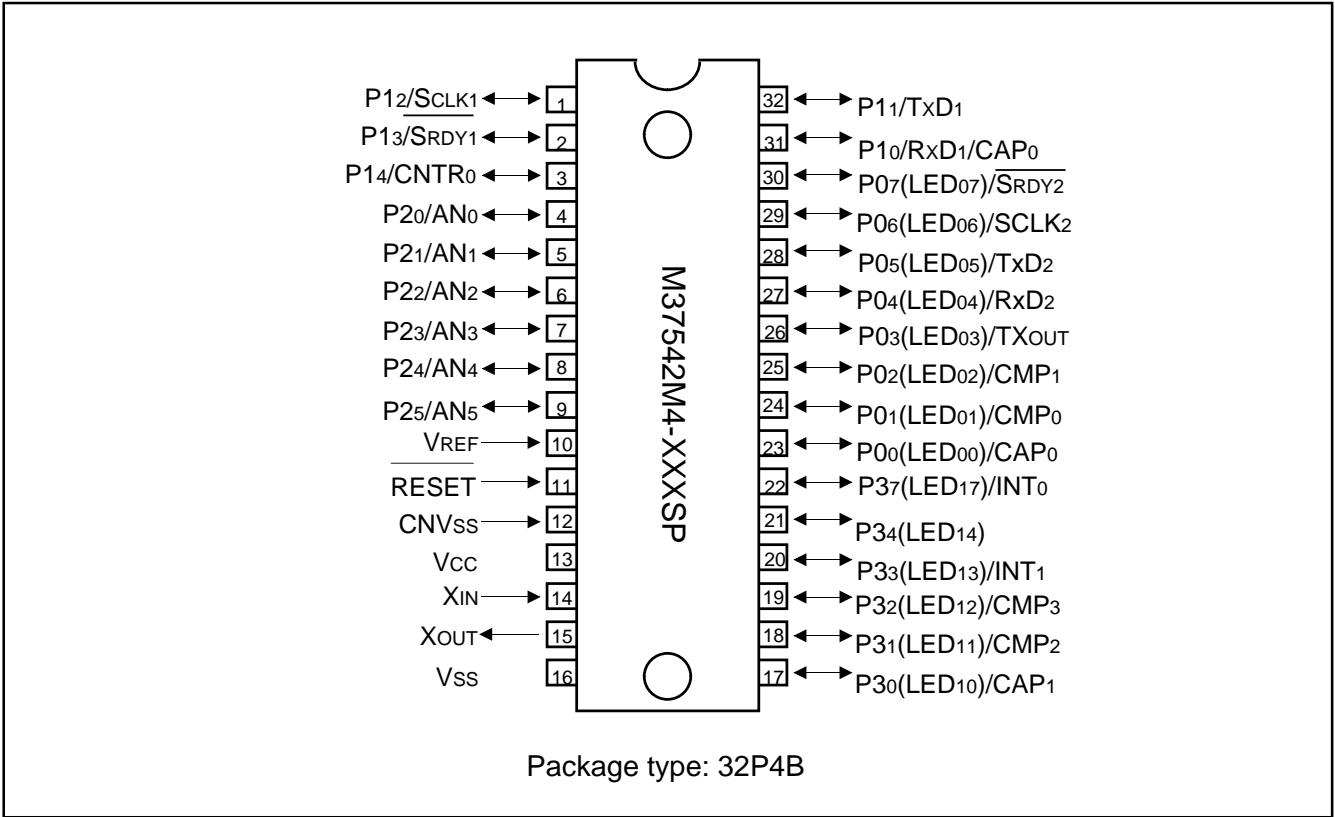 P12/SCLK1
P13/SRDY1
P14/CNTR0
P20/AN0
P21/AN1
P22/AN2
P23/AN3
P24/AN4
P25/AN5
VREF
RESET
CNVSS
VCC
XIN
XOUT
VSS
1
2
3
4
5
6
7
8
9
10
11
12
13
14
15
16
M37542M4-XXXSP
32
31
30
29
28
27
26
25
24
23
22
21
20
19
18
17
P11/TxD1
P10/RxD1/CAP0
P07(LED07)/SRDY2
P06(LED06)/SCLK2
P05(LED05)/TxD2
P04(LED04)/RxD2
P03(LED03)/TXOUT
P02(LED02)/CMP1
P01(LED01)/CMP0
P00(LED00)/CAP0
P37(LED17)/INT0
P34(LED14)
P33(LED13)/INT1
P32(LED12)/CMP3
P31(LED11)/CMP2
P30(LED10)/CAP1
Package type: 32P4B